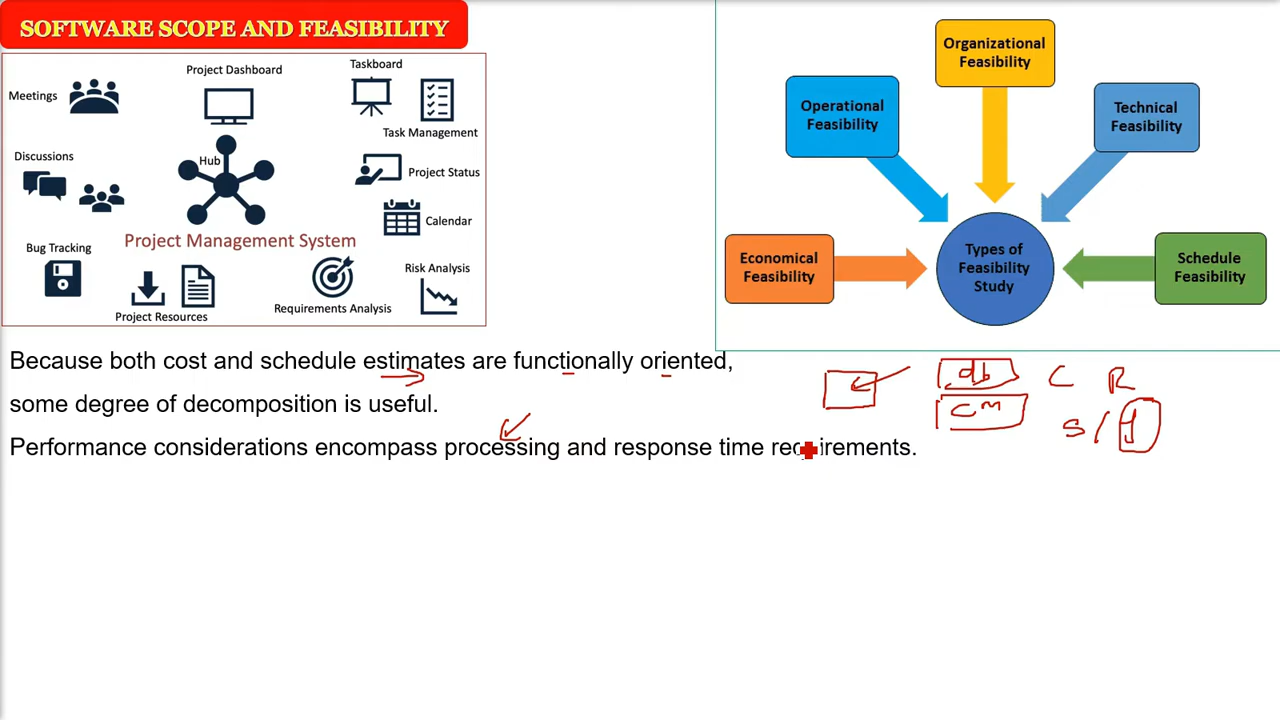 SOFTWARE SCOPE AND FEASIBILITY
Meetings
Project Dashboard
Taskboard
Task Management
Discussions
Hub
Project Status
Calendar
Project Management System
Bug Tracking
Risk Analysis
Requirements Analysis
Project Resources
Organizational
Feasibility
Operational
Feasibility
Technical
Feasibility
Economical
Feasibility
Types of
Feasibility
Study
Schedule
Feasibility
Because both cost and schedule estimates are functionally oriented,
some degree of decomposition is useful.
Performance considerations encompass processing and response time requirements.
db C R
CM S/